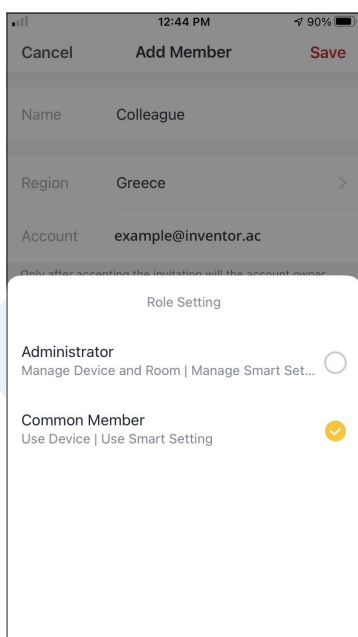 12:44 PM
90%
Cancel
Add Member
Save
Name
Colleague
Region
Greece
Account
example@inventor.ac
Only after accepting the invitation will the account owner
Role Setting
Administrator
Manage Device and Room | Manage Smart Set...
Common Member
Use Device | Use Smart Setting